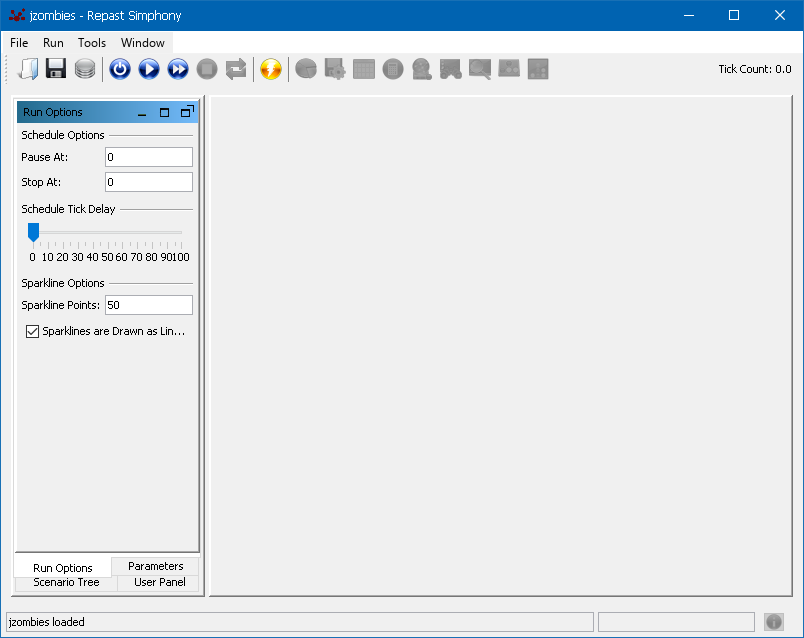 jzombies - Repast Simphony
File Run Tools Window
Tick Count: 0.0
Run Options
Schedule Options
Pause At: 0
Stop At: 0
Schedule Tick Delay
0 10 20 30 40 50 60 70 80 90 100
Sparkline Options
Sparkline Points: 50
Sparklines are Drawn as Lin...
Run Options Parameters
Scenario Tree User Panel
jzombies loaded